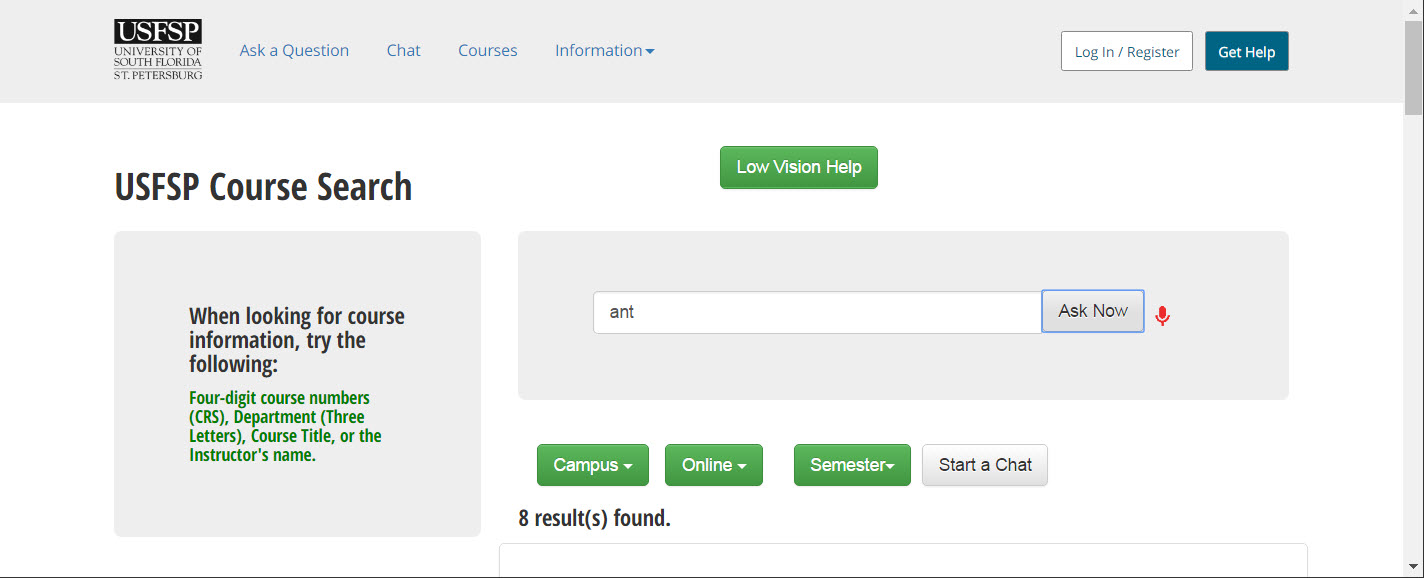 USFSP
UNIVERSITY OF
SOUTH FLORIDA
ST. PETERSBURG
Ask a Question
Chat
Courses
Information
Log In / Register
Get Help
Low Vision Help
USFSP Course Search
When looking for course
information, try the
following:
Four-digit course numbers
(CRS), Department (Three
Letters), Course Title, or the
Instructor's name.
ant
Ask Now
Campus
Online
Semester
Start a Chat
8 result(s) found.